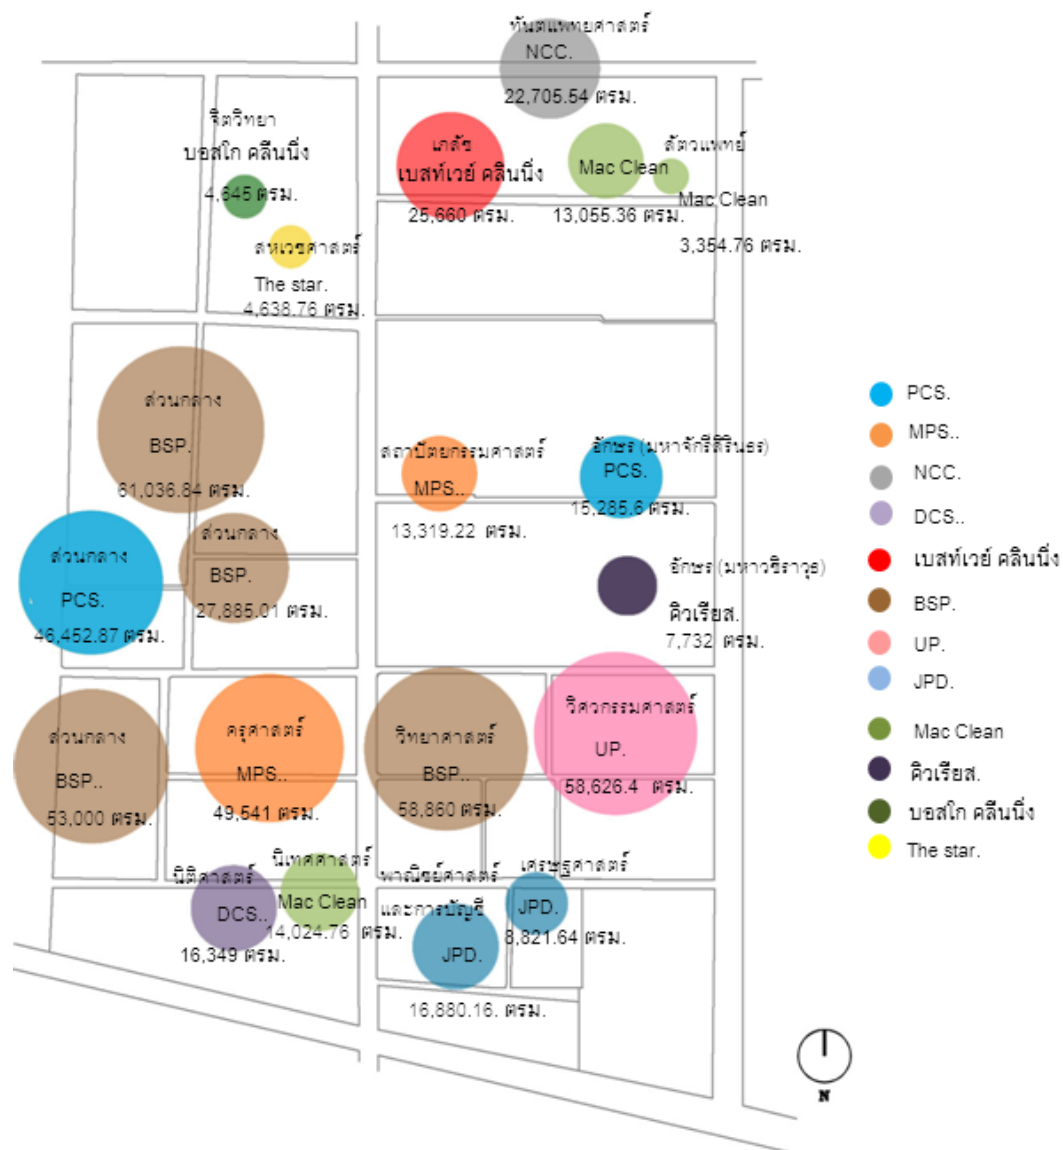 ทันตแพทยศาสตร์
NCC.
22,705.54 ตรม.
จิตวิทยา
บอสโก คลีนนิ่ง
4,645 ตรม.
เภสัช
เบสท์เวย์ คลีนนิ่ง
25,660 ตรม.
Mac Clean
13,055.36 ตรม.
สัตวแพทย์
Mac Clean
3,354.76 ตรม.
สหเวชศาสตร์
The star.
4,638.76 ตรม.
ส่วนกลาง
BSP.
61,036.84 ตรม.
สถาปัตยกรรมศาสตร์
MPS..
13,319.22 ตรม.
อักษร (มหาจักรีสิรินธร)
PCS.
15,285.6 ตรม.
ส่วนกลาง
PCS.
46,452.87 ตรม.
ส่วนกลาง
BSP.
27,885.01 ตรม.
อักษร (มหาวชิราวุธ)
คิวเรียส.
7,732 ตรม.
ส่วนกลาง
BSP..
53,000 ตรม.
ครุศาสตร์
MPS..
49,541 ตรม.
วิทยาศาสตร์
BSP..
58,860 ตรม.
วิศวกรรมศาสตร์
UP.
58,626.4 ตรม.
นิติศาสตร์
DCS..
16,349 ตรม.
นิเทศศาสตร์
Mac Clean
14,024.76 ตรม.
พาณิชย์ศาสตร์
และการบัญชี
JPD.
16,880.16. ตรม.
เศรษฐศาสตร์
JPD.
8,821.64 ตรม.
PCS.
MPS..
NCC.
DCS..
เบสท์เวย์ คลินนิ่ง
BSP.
UP.
JPD.
Mac Clean
คิวเรียส.
บอสโก คลีนนิ่ง
The star.
N